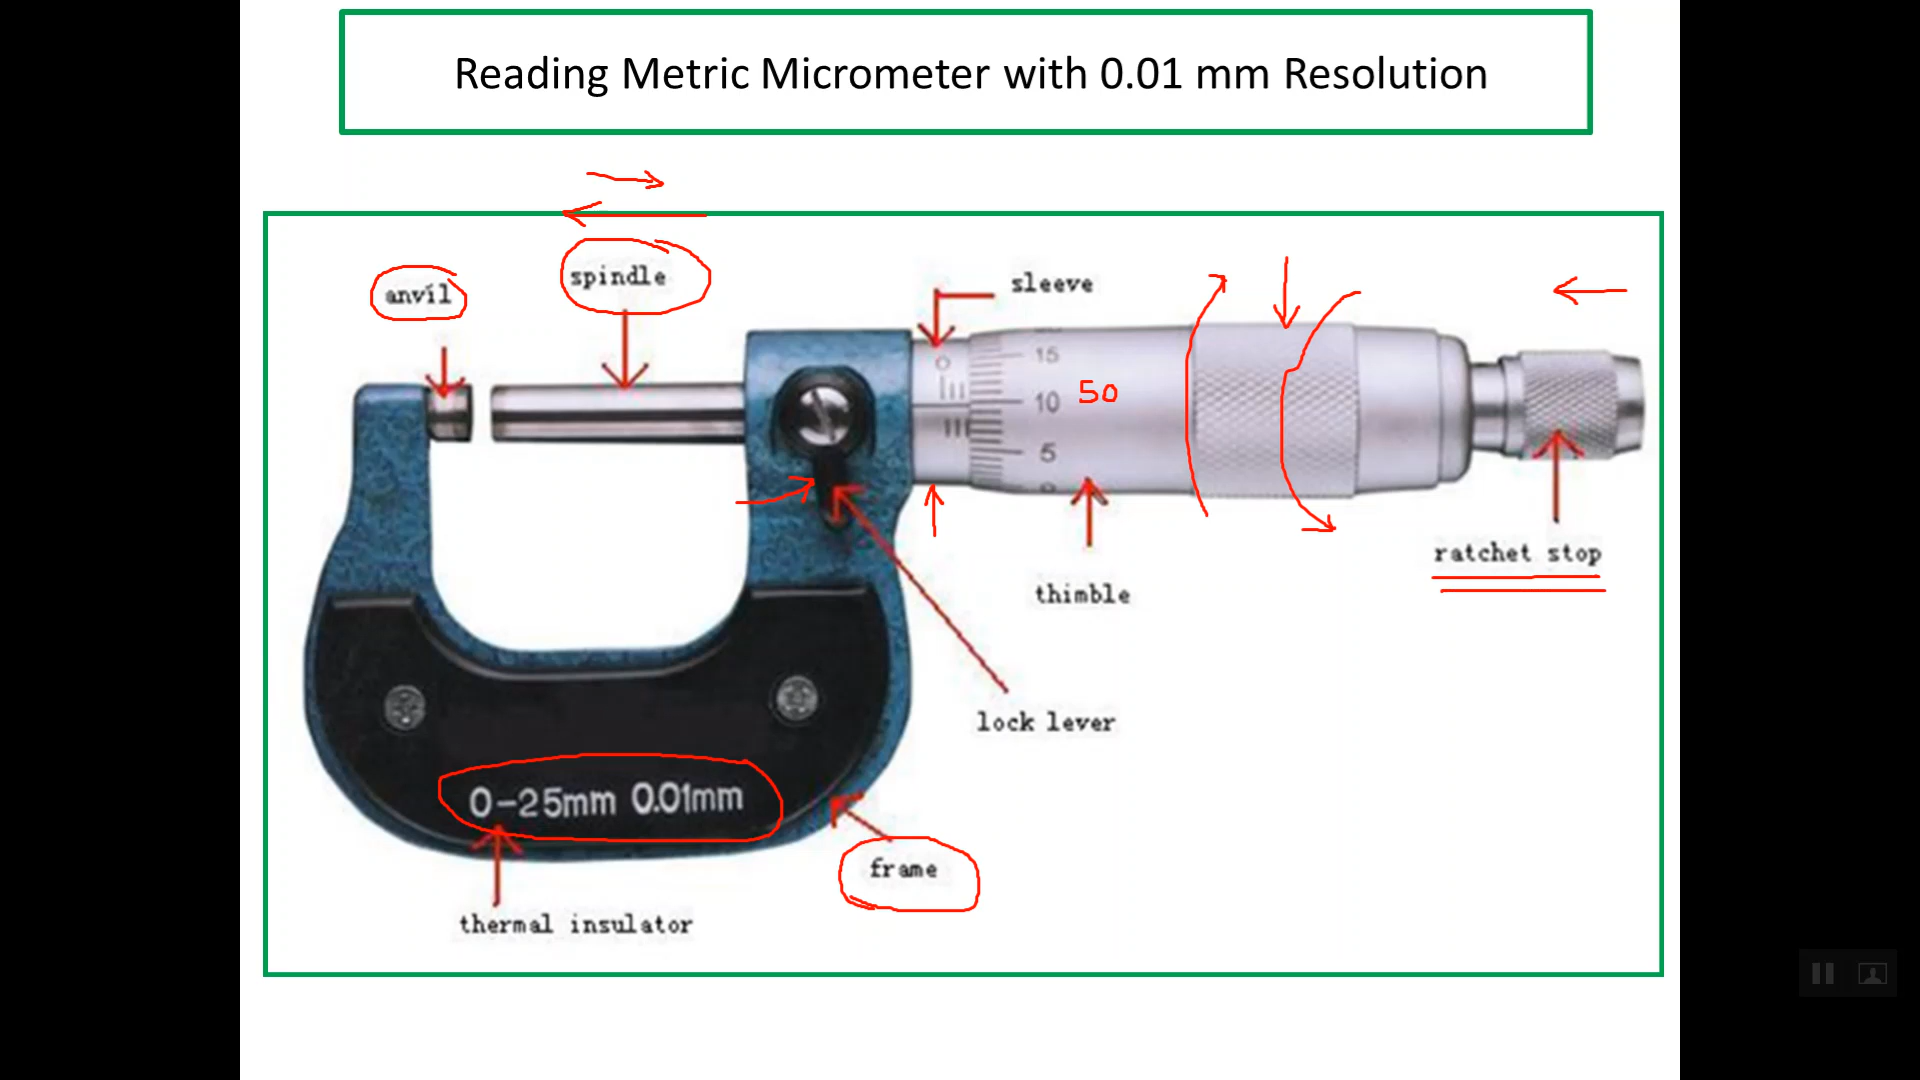 Reading Metric Micrometer with 0.01 mm Resolution
spindle
anvil
sleeve
0
15
10
50
5
0
ratchet stop
thimble
lock lever
0-25mm 0.01mm
frame
thermal insulator